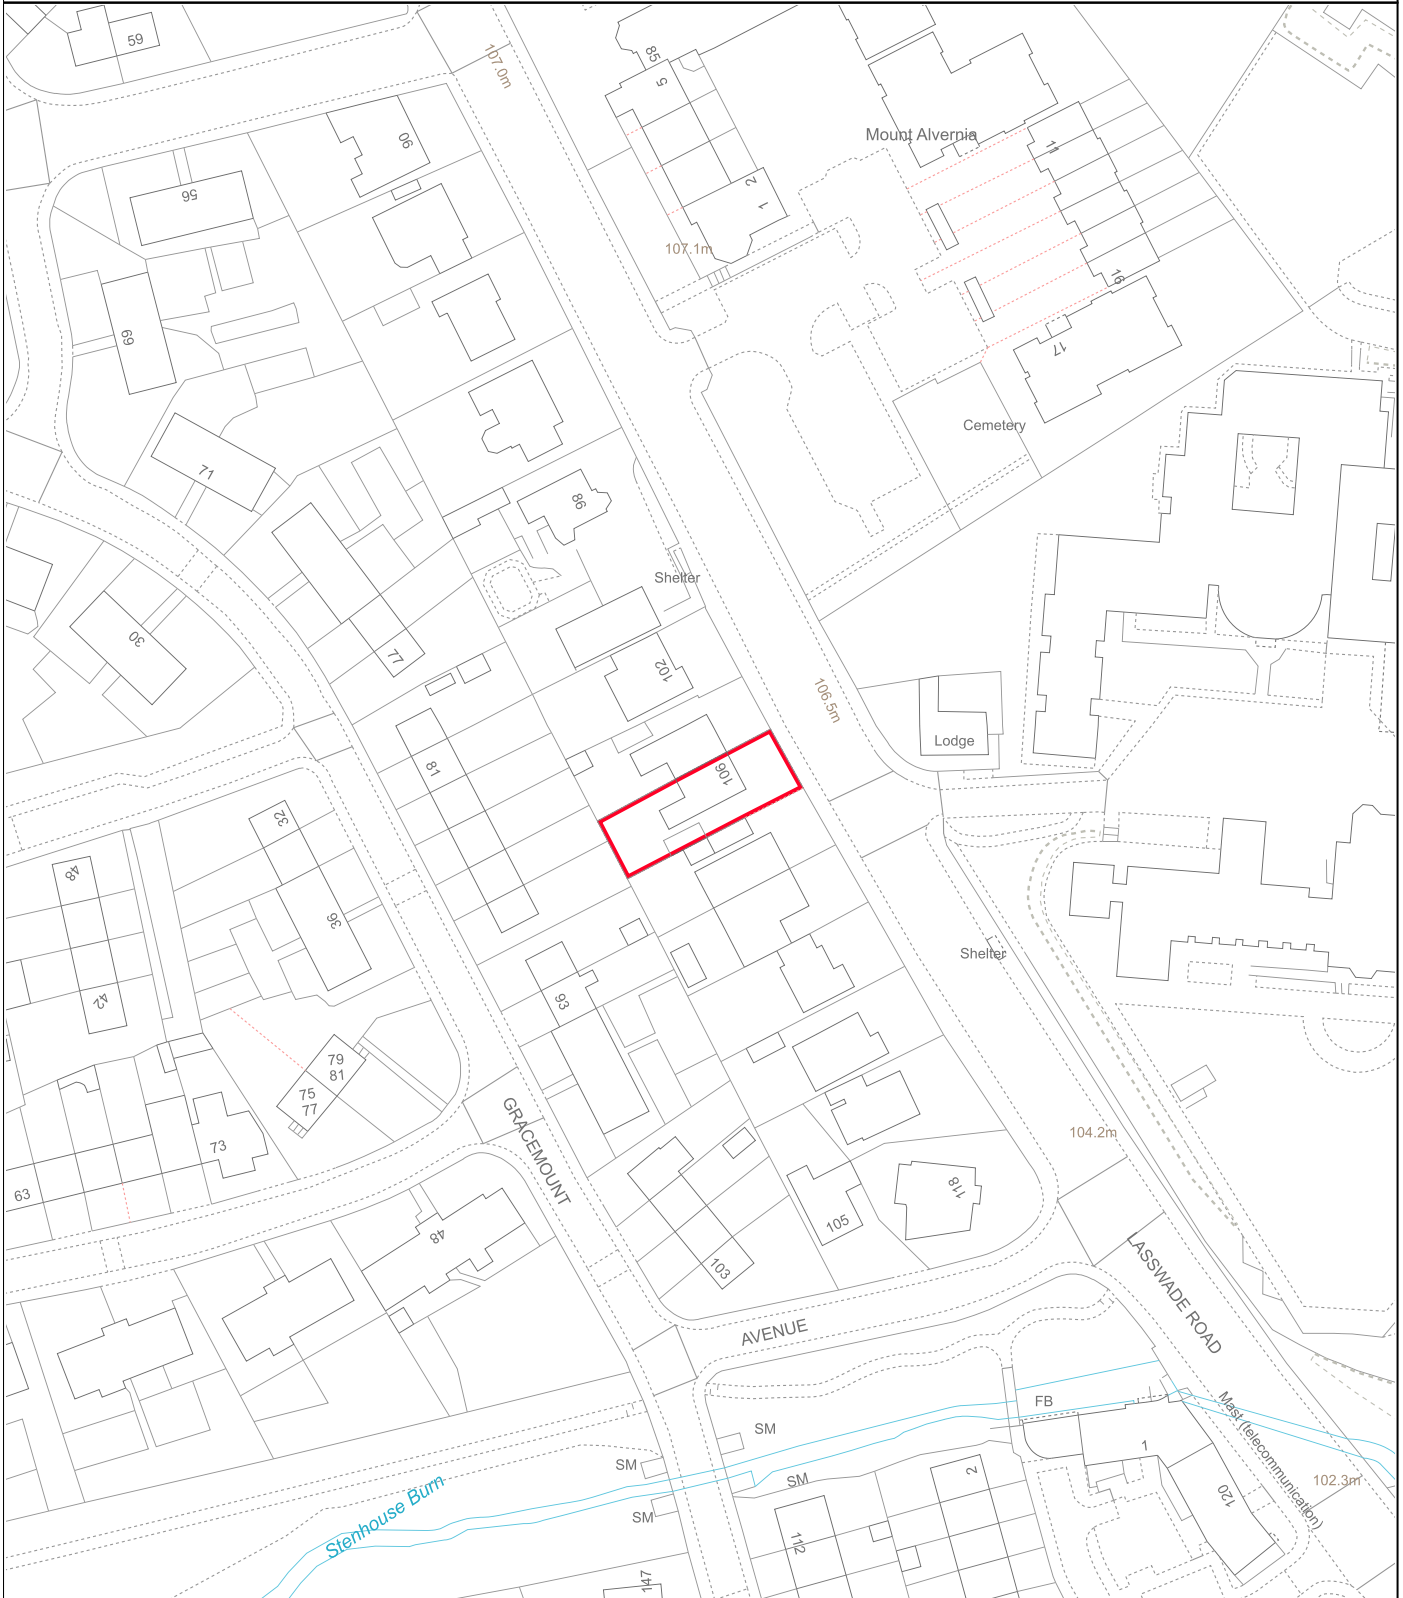 59
107.0m
85
5
90
Mount Alvernia
11
56
2
1
107.1m
16
69
17
Cemetery
71
98
Shelter
30
77
102
106.5m
Lodge
81
106
32
48
36
Shelter
93
42
79
81
75
77
GRACEMOUNT
104.2m
73
63
118
105
48
103
LASSWADE ROAD
AVENUE
FB
Mast (telecommunication)
SM
1
SM
SM
2
102.3m
Stenhouse Burn
120
SM
112
147